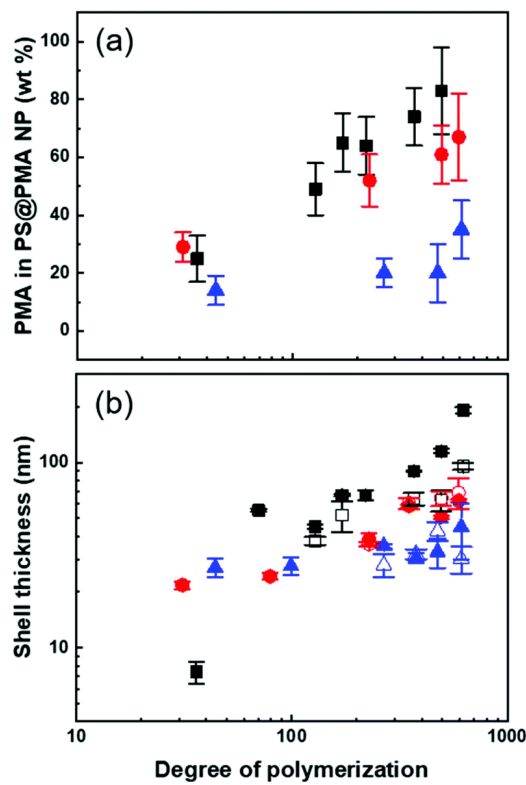 (a)
PMA in PS@PMA NP (wt %)
100
80
60
40
20
0
(b)
Shell thickness (nm)
100
10
10
100
1000
Degree of polymerization